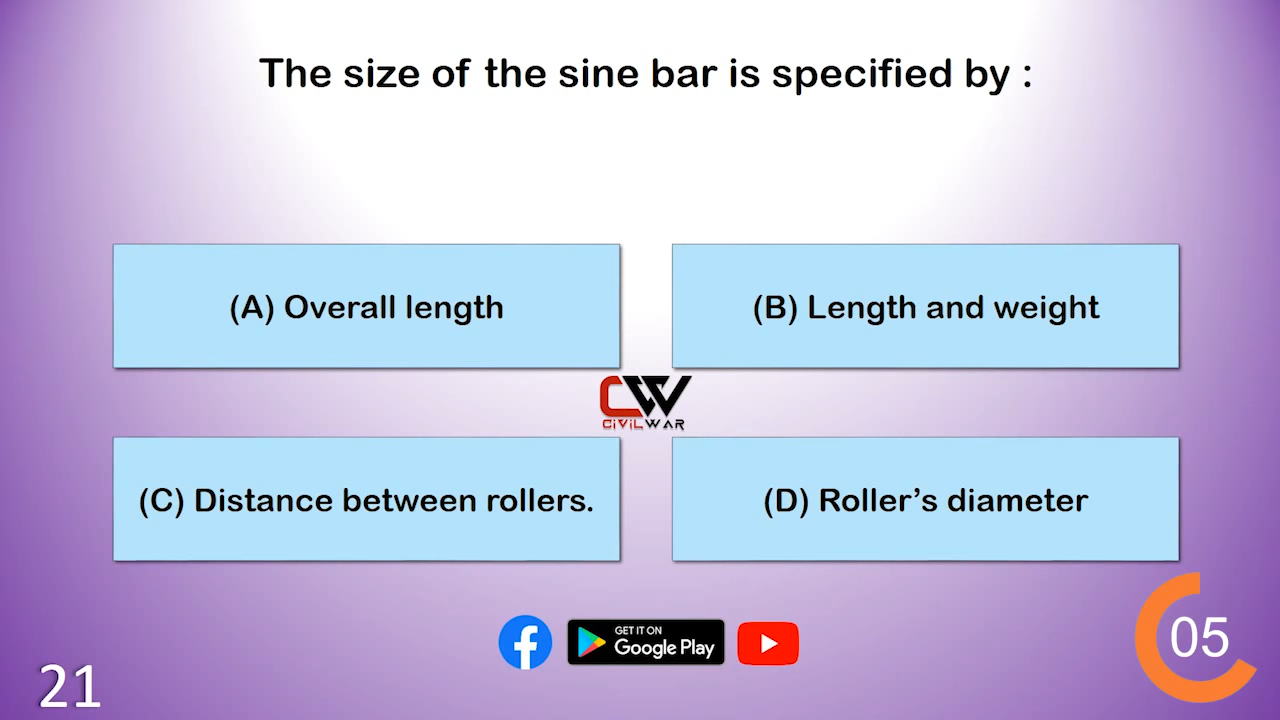 The size of the sine bar is specified by :
(A) Overall length
(B) Length and weight
CW
CiViL WAR
(C) Distance between rollers.
(D) Roller’s diameter
GET IT ON
Google Play
05
21